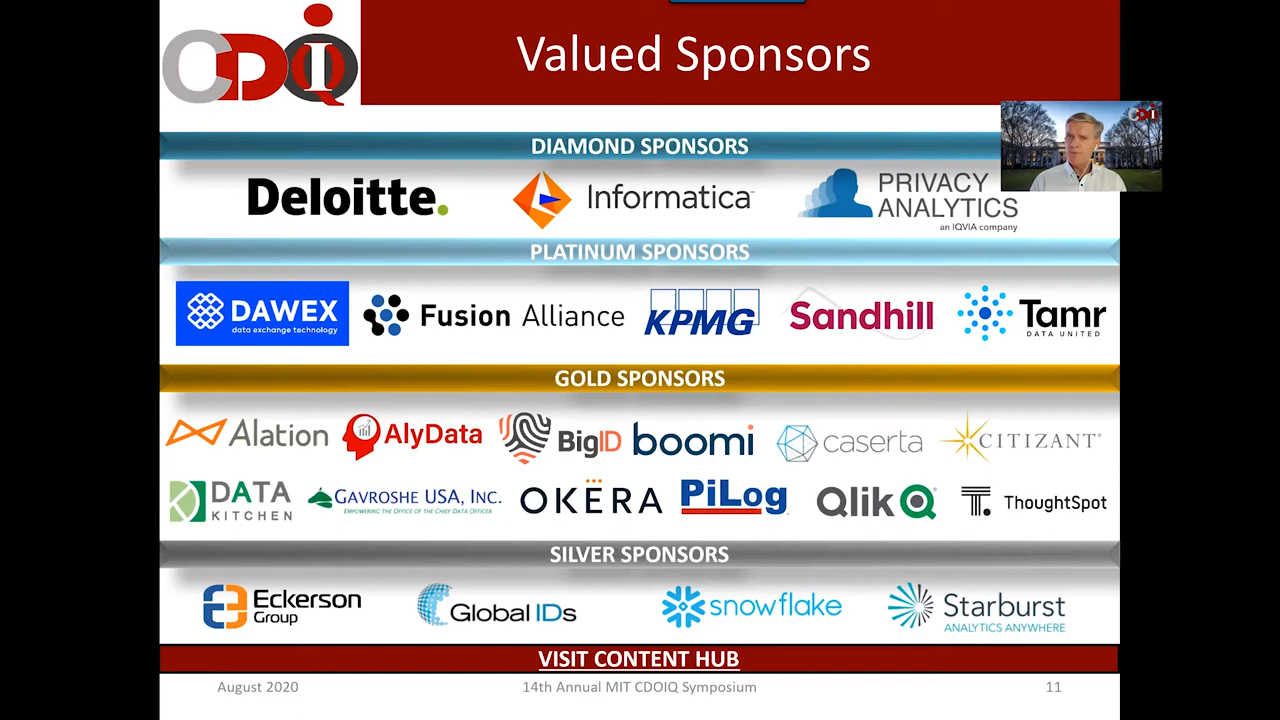 CDIQ
Valued Sponsors
CDI
DIAMOND SPONSORS
Deloitte.
Informatica
PRIVACY
ANALYTICS
an IQVIA company
PLATINUM SPONSORS
DAWEX
data exchange technology
Fusion Alliance
KPMG
Sandhill
Tamr
DATA UNITED
GOLD SPONSORS
Alation
AlyData
BigID
boomi
caserta
CITIZANT®
DATA
KITCHEN
GAVROSHE USA, INC.
EMPOWERING THE OFFICE OF THE CHIEF DATA OFFICER
OKËRA
PiLog
Qlik
ThoughtSpot
SILVER SPONSORS
Eckerson
Group
Global IDs
snowflake
Starburst
ANALYTICS ANYWHERE
VISIT CONTENT HUB
August 2020
14th Annual MIT CDOIQ Symposium
11